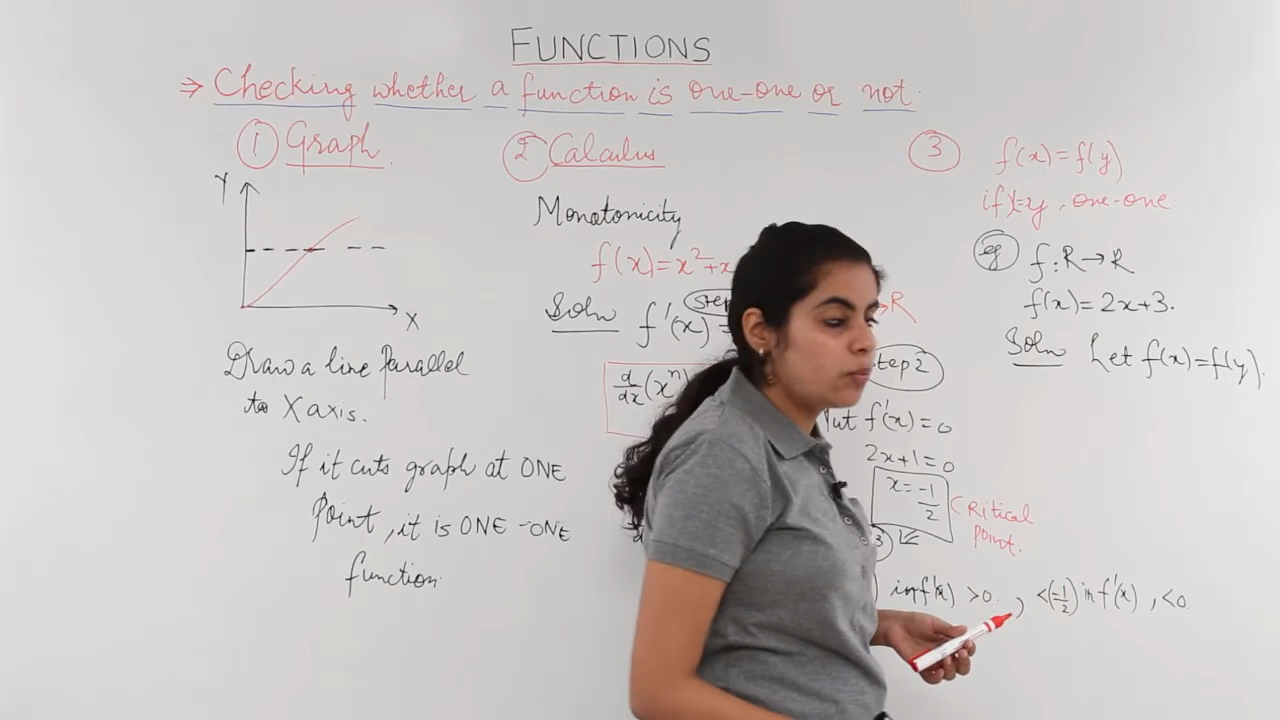 FUNCTIONS
⇒ Checking whether a function is one-one or not.
① Graph.
Y
X
Draw a line Parallel
to X axis.
If it cuts graph at ONE
Point, it is ONE-ONE
function.
② Calculus
Monotonicity
f(x)=x²+x
R
Soln f'(x) =
Step
d/dx (xⁿ)
Step 2
Put f'(x)=0
2x+1=0
x=-1/2
Critical
Point.
3
in f'(x) >0. , <(-1/2) in f'(x), <0.
③ f(x)=f(y)
if x=y, one-one
eg f:R→R
f(x)=2x+3.
Soln Let f(x)=f(y).